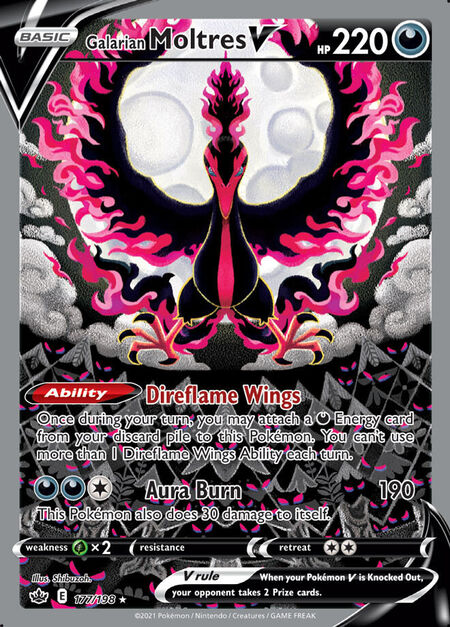 BASIC
Galarian Moltres V HP 220
Ability Direflame Wings
Once during your turn, you may attach a Energy card
from your discard pile to this Pokémon. You can't use
more than 1 Direflame Wings Ability each turn.
Aura Burn 190
This Pokémon also does 30 damage to itself.
weakness ×2 resistance retreat
Illus. Shibuzoh.
E 177/198 ★
V rule When your Pokémon V is Knocked Out,
your opponent takes 2 Prize cards.
©2021 Pokémon / Nintendo / Creatures / GAME FREAK